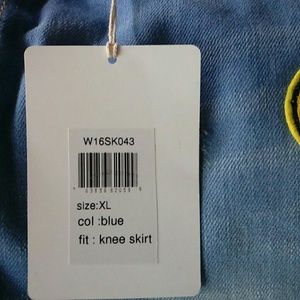 W16SK043
size:XL
col :blue
fit : knee skirt